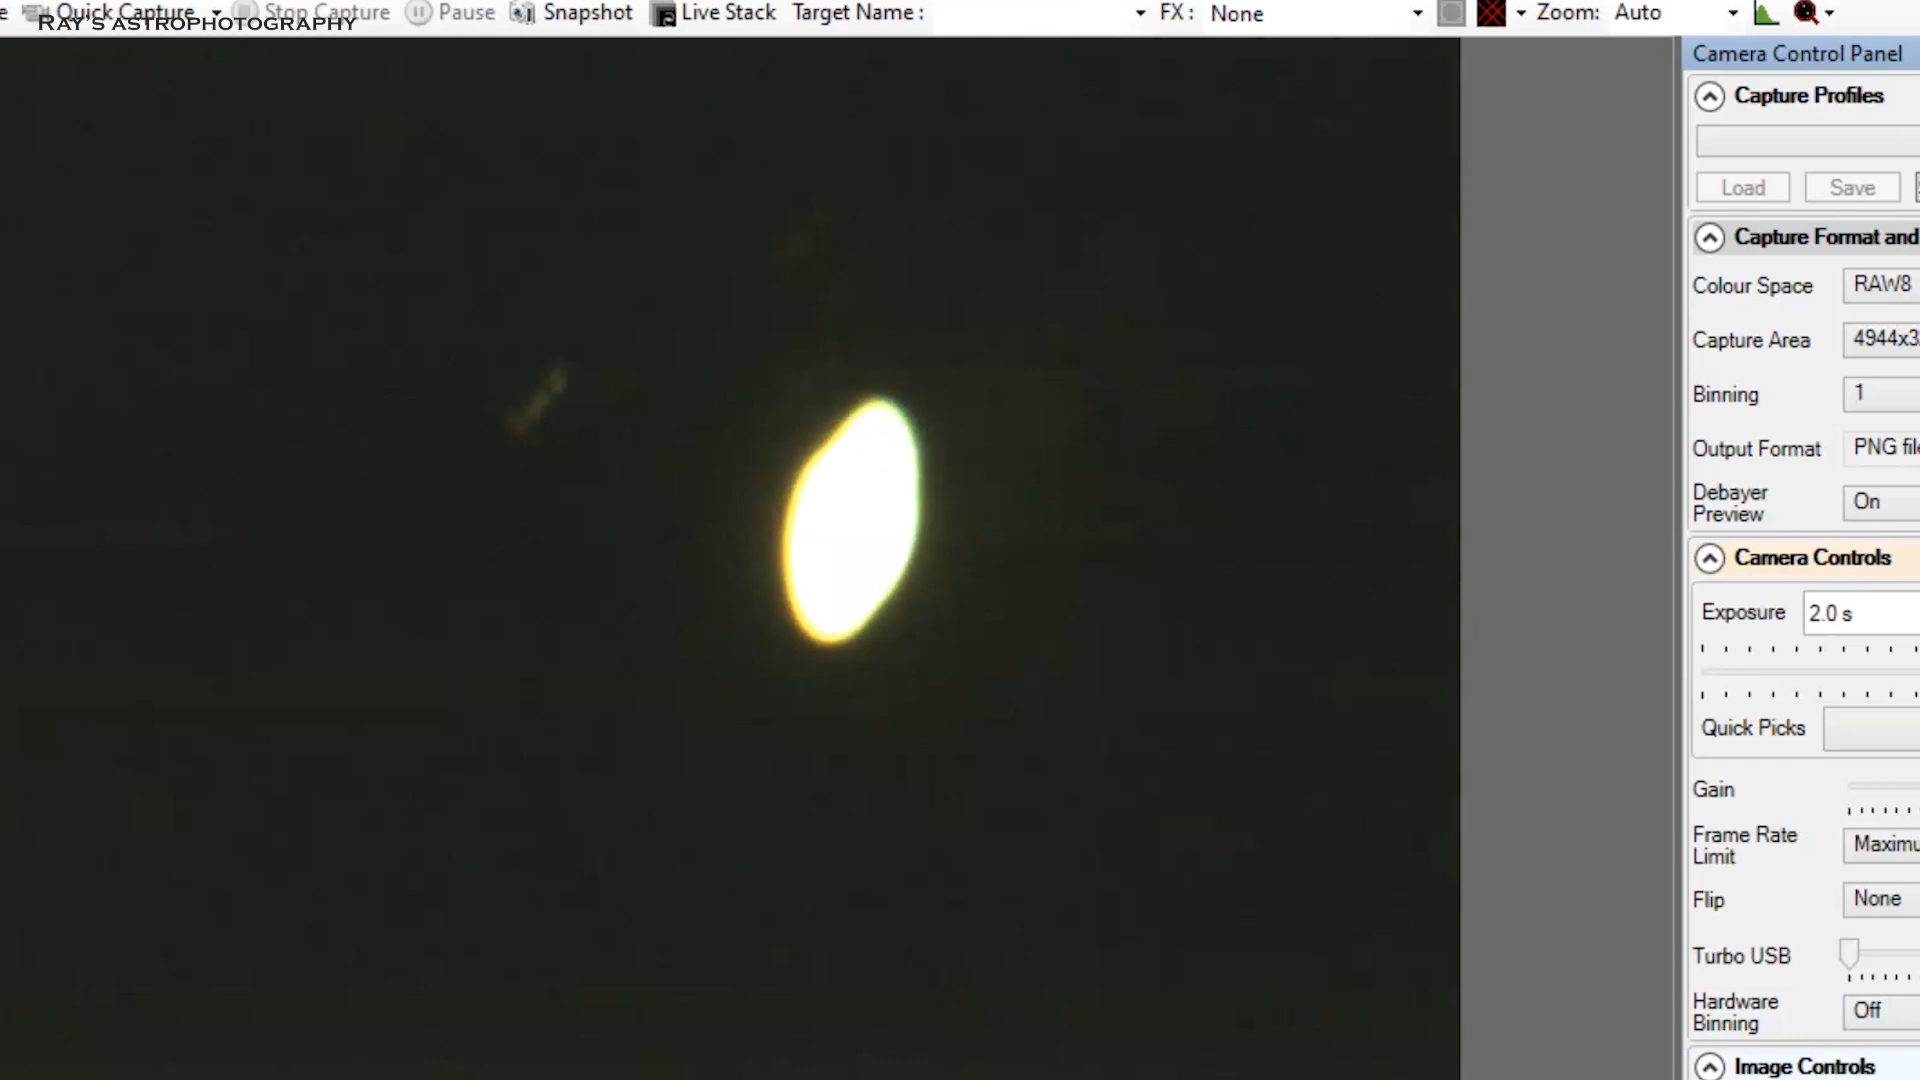 Quick Capture Stop Capture Pause Snapshot Live Stack Target Name : FX : None Zoom: Auto
RAY'S ASTROPHOTOGRAPHY
Camera Control Panel
Capture Profiles
Load Save
Capture Format and
Colour Space RAW8
Capture Area 4944x3
Binning 1
Output Format PNG file
Debayer
Preview On
Camera Controls
Exposure 2.0 s
Quick Picks
Gain
Frame Rate
Limit Maximu
Flip None
Turbo USB
Hardware
Binning Off
Image Controls